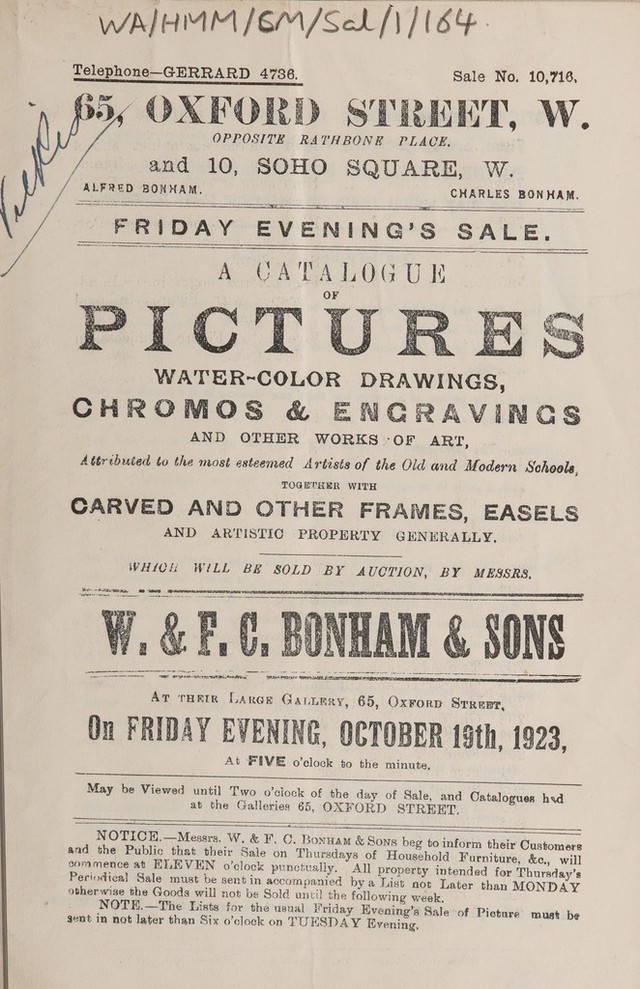 WA/HMM/CM/Sal/1/164.
Telephone—GERRARD 4736. Sale No. 10,716,
65, OXFORD STREET, W.
OPPOSITE RATHBONE PLACE.
and 10, SOHO SQUARE, W.
ALFRED BONHAM. CHARLES BONHAM.
FRIDAY EVENING'S SALE.
A CATALOGUE
OF
PICTURES
WATER-COLOR DRAWINGS,
CHROMOS & ENGRAVINGS
AND OTHER WORKS OF ART,
Attributed to the most esteemed Artists of the Old and Modern Schools,
TOGETHER WITH
CARVED AND OTHER FRAMES, EASELS
AND ARTISTIC PROPERTY GENERALLY.
WHICH WILL BE SOLD BY AUCTION, BY MESSRS.
W. & F. C. BONHAM & SONS
AT THEIR LARGE GALLERY, 65, OXFORD STREET,
On FRIDAY EVENING, OCTOBER 19th, 1923,
At FIVE o'clock to the minute.
May be Viewed until Two o'clock of the day of Sale, and Catalogues had
at the Galleries 65, OXFORD STREET.
NOTICE.—Messrs. W. & F. C. BONHAM & SONS beg to inform their Customers
and the Public that their Sale on Thursdays of Household Furniture, &c., will
commence at ELEVEN o'clock punctually. All property intended for Thursday's
Periodical Sale must be sent in accompanied by a List not Later than MONDAY
otherwise the Goods will not be Sold until the following week.
NOTE.—The Lists for the usual Friday Evening's Sale of Picture must be
sent in not later than Six o'clock on TUESDAY Evening.